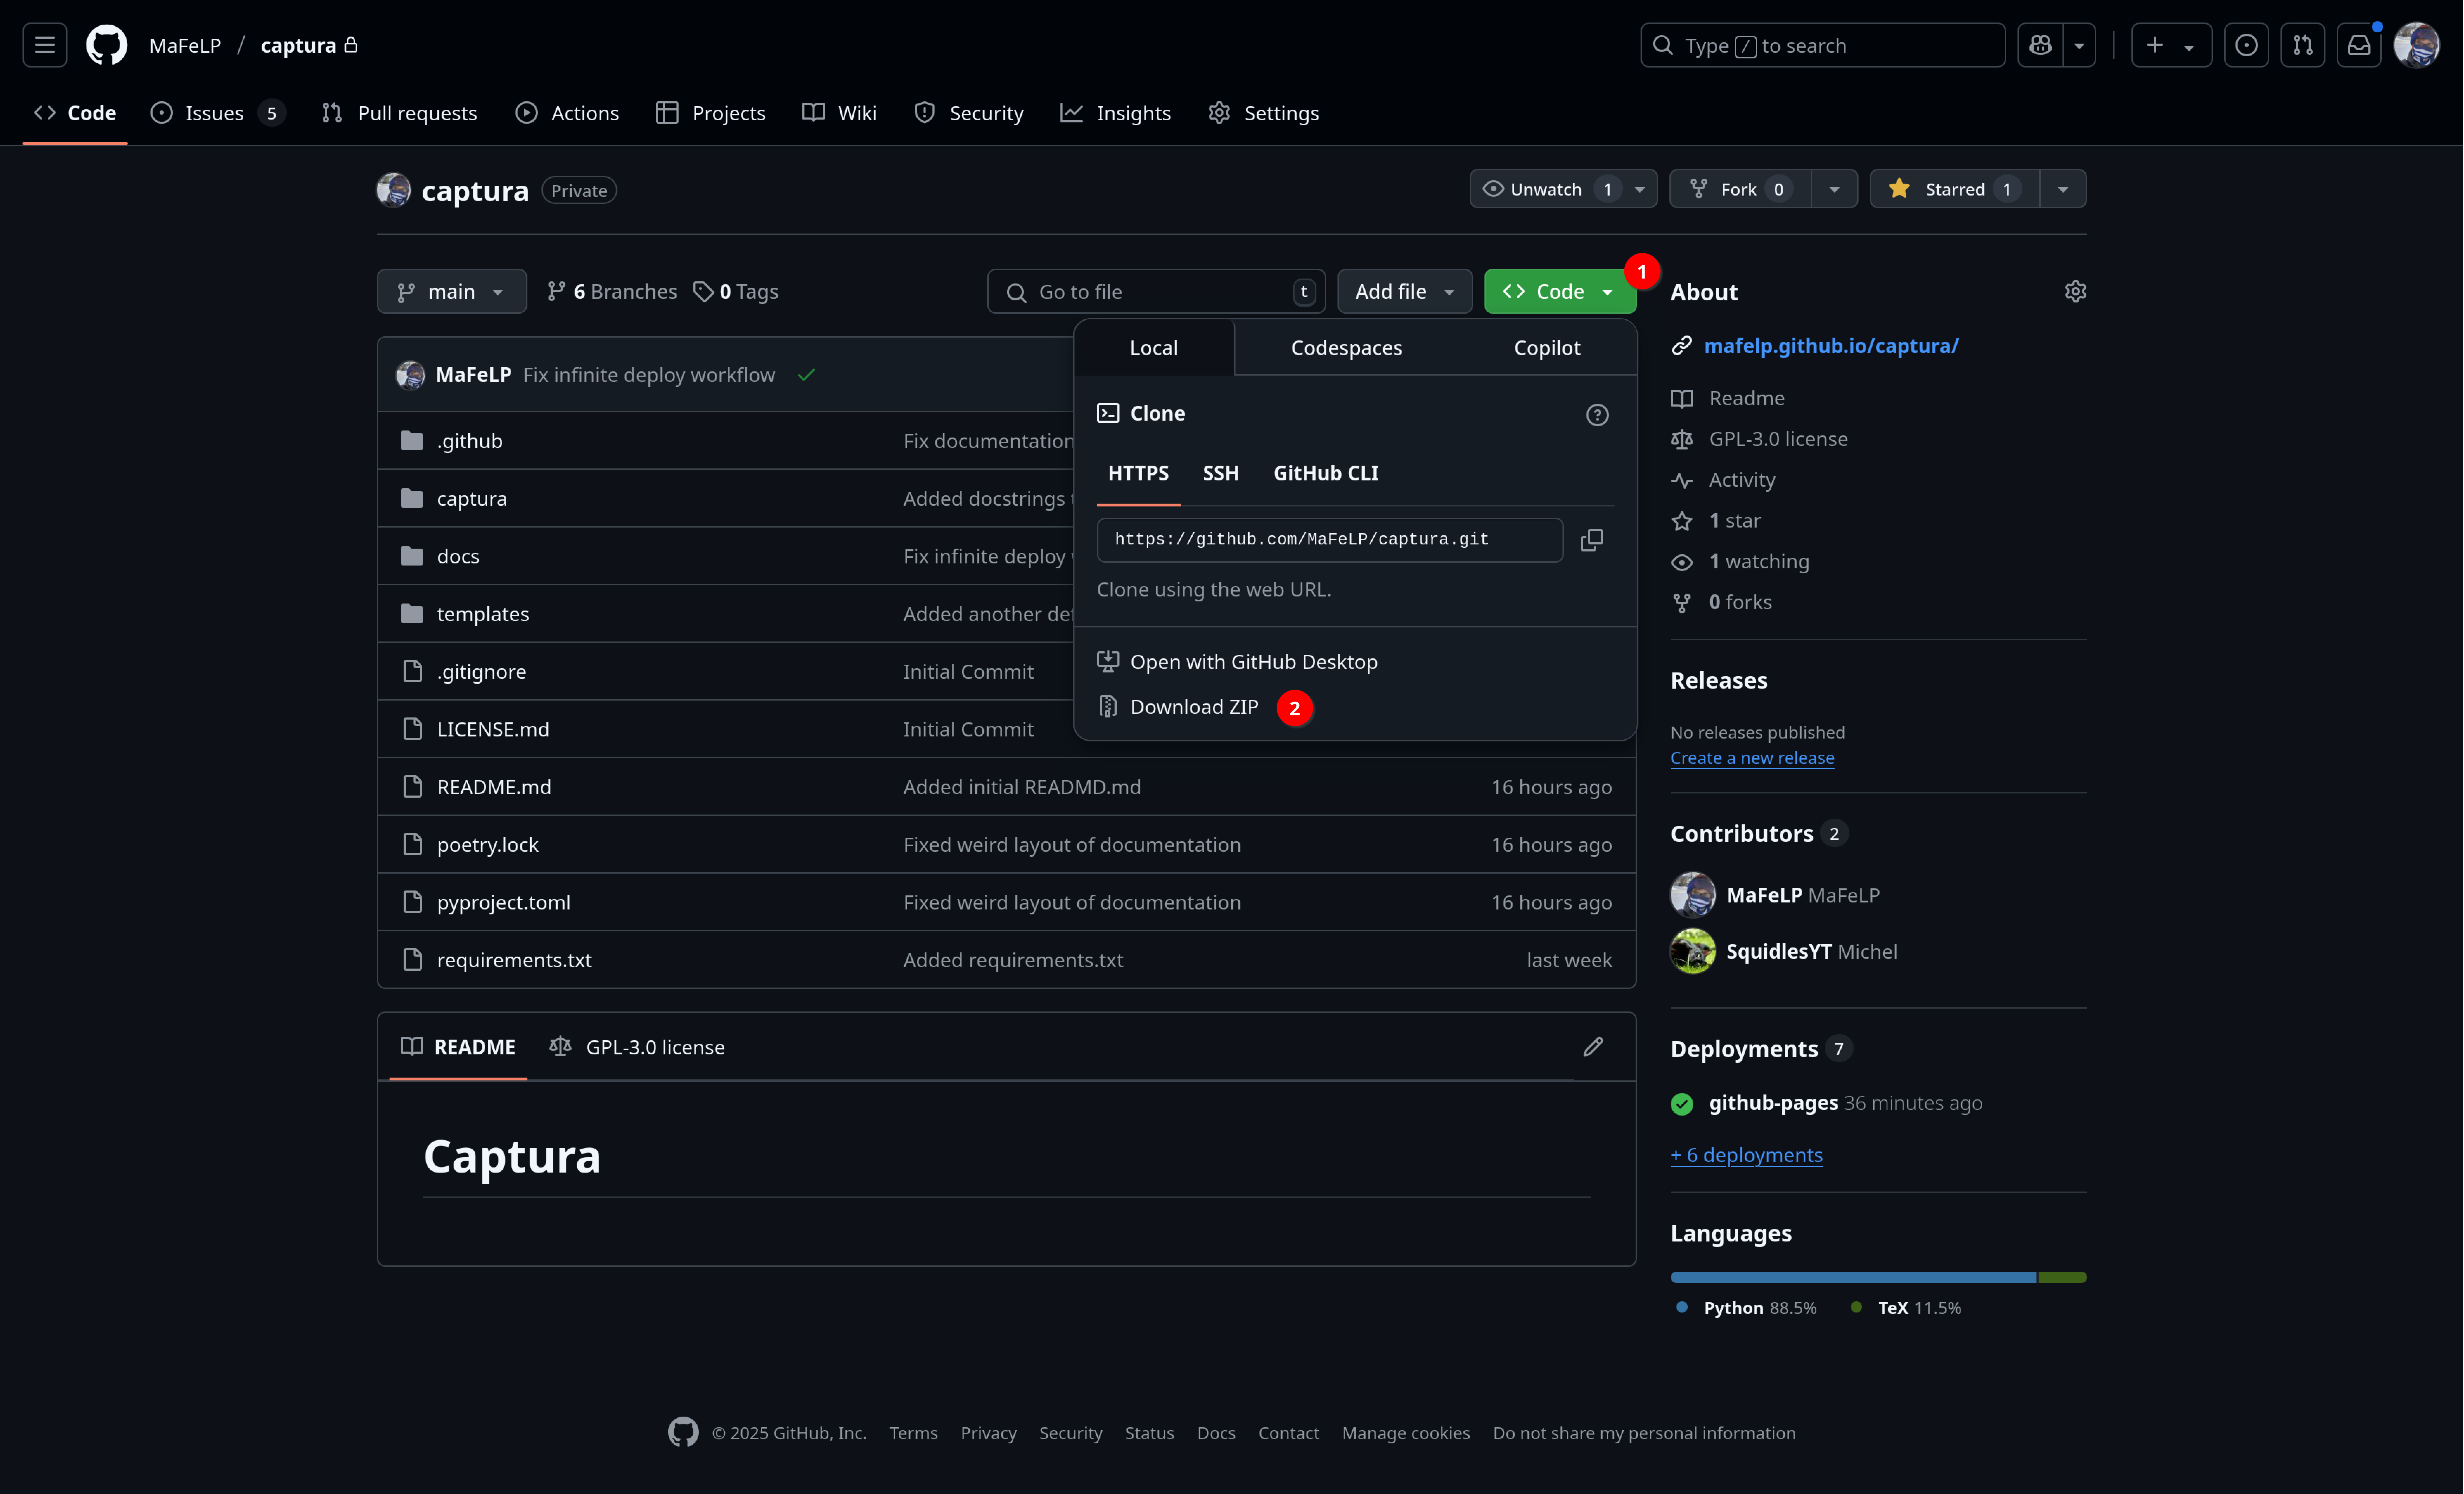 MaFeLP / captura
Type / to search
Code
Issues 5
Pull requests
Actions
Projects
Wiki
Security
Insights
Settings
captura Private
Unwatch 1
Fork 0
Starred 1
main
6 Branches
0 Tags
Go to file t
Add file
Code
1
MaFeLP Fix infinite deploy workflow
.github Fix documentation
captura Added docstrings
docs Fix infinite deploy
templates Added another
.gitignore Initial Commit
LICENSE.md Initial Commit
README.md Added initial READMD.md 16 hours ago
poetry.lock Fixed weird layout of documentation 16 hours ago
pyproject.toml Fixed weird layout of documentation 16 hours ago
requirements.txt Added requirements.txt last week
Local Codespaces Copilot
Clone
HTTPS SSH GitHub CLI
https://github.com/MaFeLP/captura.git
Clone using the web URL.
Open with GitHub Desktop
Download ZIP 2
README GPL-3.0 license
Captura
About
mafelp.github.io/captura/
Readme
GPL-3.0 license
Activity
1 star
1 watching
0 forks
Releases
No releases published
Create a new release
Contributors 2
MaFeLP MaFeLP
SquidlesYT Michel
Deployments 7
github-pages 36 minutes ago
+ 6 deployments
Languages
Python 88.5% TeX 11.5%
© 2025 GitHub, Inc. Terms Privacy Security Status Docs Contact Manage cookies Do not share my personal information